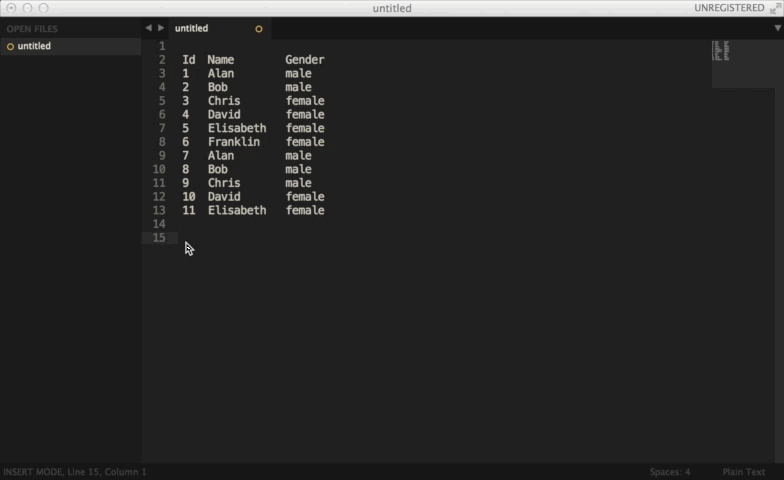 untitled UNREGISTERED
OPEN FILES
untitled
untitled
1
2 Id Name Gender
3 1 Alan male
4 2 Bob male
5 3 Chris female
6 4 David female
7 5 Elisabeth female
8 6 Franklin female
9 7 Alan male
10 8 Bob male
11 9 Chris male
12 10 David female
13 11 Elisabeth female
14
15
INSERT MODE, Line 15, Column 1 Spaces: 4 Plain Text